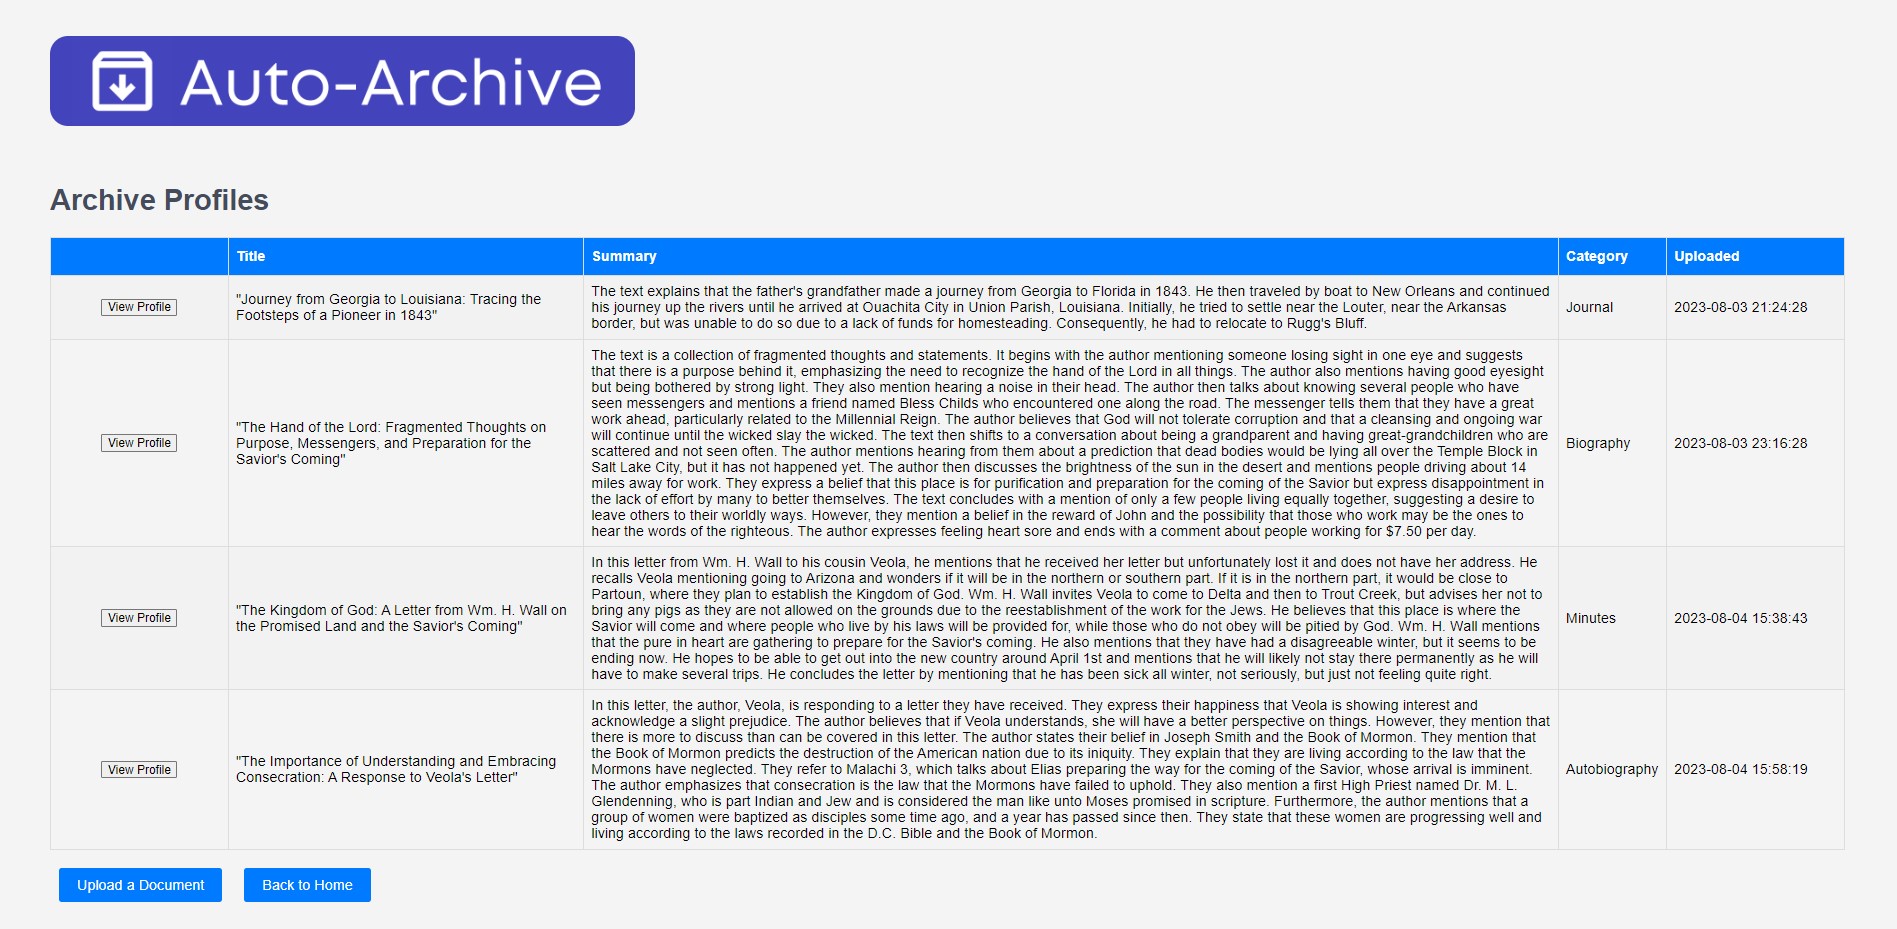 Auto-Archive
Archive Profiles
Title
Summary
Category
Uploaded
View Profile
"Journey from Georgia to Louisiana: Tracing the
Footsteps of a Pioneer in 1843"
The text explains that the father's grandfather made a journey from Georgia to Florida in 1843. He then traveled by boat to New Orleans and continued
his journey up the rivers until he arrived at Ouachita City in Union Parish, Louisiana. Initially, he tried to settle near the Louter, near the Arkansas
border, but was unable to do so due to a lack of funds for homesteading. Consequently, he had to relocate to Rugg's Bluff.
Journal
2023-08-03 21:24:28
View Profile
"The Hand of the Lord: Fragmented Thoughts on
Purpose, Messengers, and Preparation for the
Savior's Coming"
The text is a collection of fragmented thoughts and statements. It begins with the author mentioning someone losing sight in one eye and suggests
that there is a purpose behind it, emphasizing the need to recognize the hand of the Lord in all things. The author also mentions having good eyesight
but being bothered by strong light. They also mention hearing a noise in their head. The author then talks about knowing several people who have
seen messengers and mentions a friend named Bless Childs who encountered one along the road. The messenger tells them that they have a great
work ahead, particularly related to the Millennial Reign. The author believes that God will not tolerate corruption and that a cleansing and ongoing war
will continue until the wicked slay the wicked. The text then shifts to a conversation about being a grandparent and having great-grandchildren who are
scattered and not seen often. The author mentions hearing from them about a prediction that dead bodies would be lying all over the Temple Block in
Salt Lake City, but it has not happened yet. The author then discusses the brightness of the sun in the desert and mentions people driving about 14
miles away for work. They express a belief that this place is for purification and preparation for the coming of the Savior but express disappointment in
the lack of effort by many to better themselves. The text concludes with a mention of only a few people living equally together, suggesting a desire to
leave others to their worldly ways. However, they mention a belief in the reward of John and the possibility that those who work may be the ones to
hear the words of the righteous. The author expresses feeling heart sore and ends with a comment about people working for $7.50 per day.
Biography
2023-08-03 23:16:28
View Profile
"The Kingdom of God: A Letter from Wm. H. Wall on
the Promised Land and the Savior's Coming"
In this letter from Wm. H. Wall to his cousin Veola, he mentions that he received her letter but unfortunately lost it and does not have her address. He
recalls Veola mentioning going to Arizona and wonders if it will be in the northern or southern part. If it is in the northern part, it would be close to
Partoun, where they plan to establish the Kingdom of God. Wm. H. Wall invites Veola to come to Delta and then to Trout Creek, but advises her not to
bring any pigs as they are not allowed on the grounds due to the reestablishment of the work for the Jews. He believes that this place is where the
Savior will come and where people who live by his laws will be provided for, while those who do not obey will be pitied by God. Wm. H. Wall mentions
that the pure in heart are gathering to prepare for the Savior's coming. He also mentions that they have had a disagreeable winter, but it seems to be
ending now. He hopes to be able to get out into the new country around April 1st and mentions that he will likely not stay there permanently as he will
have to make several trips. He concludes the letter by mentioning that he has been sick all winter, not seriously, but just not feeling quite right.
Minutes
2023-08-04 15:38:43
View Profile
"The Importance of Understanding and Embracing
Consecration: A Response to Veola's Letter"
In this letter, the author, Veola, is responding to a letter they have received. They express their happiness that Veola is showing interest and
acknowledge a slight prejudice. The author believes that if Veola understands, she will have a better perspective on things. However, they mention that
there is more to discuss than can be covered in this letter. The author states their belief in Joseph Smith and the Book of Mormon. They mention that
the Book of Mormon predicts the destruction of the American nation due to its iniquity. They explain that they are living according to the law that the
Mormons have neglected. They refer to Malachi 3, which talks about Elias preparing the way for the coming of the Savior, whose arrival is imminent.
The author emphasizes that consecration is the law that the Mormons have failed to uphold. They also mention a first High Priest named Dr. M. L.
Glendenning, who is part Indian and Jew and is considered the man like unto Moses promised in scripture. Furthermore, the author mentions that a
group of women were baptized as disciples some time ago, and a year has passed since then. They state that these women are progressing well and
living according to the laws recorded in the D.C. Bible and the Book of Mormon.
Autobiography
2023-08-04 15:58:19
Upload a Document
Back to Home